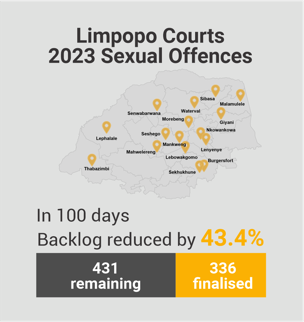 Limpopo Courts
2023 Sexual Offences
Sibasa
Malamulele
Senwabarwana
Waterval
Morebeng
Giyani
Lephalale
Seshego
Nkowankowa
Mankweng
Lenyenye
Mahwelereng
Lebowakgomo
Thabazimbi
Burgersfort
Sekhukhune
In 100 days
Backlog reduced by 43.4%
431 336
remaining finalised